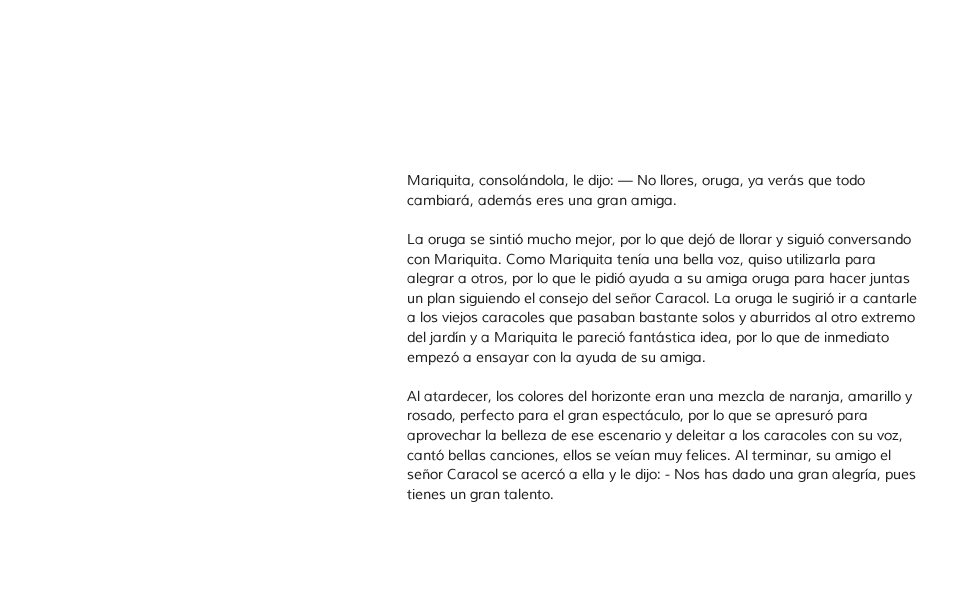 Mariquita, consolándola, le dijo: — No llores, oruga, ya verás que todo
cambiará, además eres una gran amiga.
La oruga se sintió mucho mejor, por lo que dejó de llorar y siguió conversando
con Mariquita. Como Mariquita tenía una bella voz, quiso utilizarla para
alegrar a otros, por lo que le pidió ayuda a su amiga oruga para hacer juntas
un plan siguiendo el consejo del señor Caracol. La oruga le sugirió ir a cantarle
a los viejos caracoles que pasaban bastante solos y aburridos al otro extremo
del jardín y a Mariquita le pareció fantástica idea, por lo que de inmediato
empezó a ensayar con la ayuda de su amiga.
Al atardecer, los colores del horizonte eran una mezcla de naranja, amarillo y
rosado, perfecto para el gran espectáculo, por lo que se apresuró para
aprovechar la belleza de ese escenario y deleitar a los caracoles con su voz,
cantó bellas canciones, ellos se veían muy felices. Al terminar, su amigo el
señor Caracol se acercó a ella y le dijo: - Nos has dado una gran alegría, pues
tienes un gran talento.